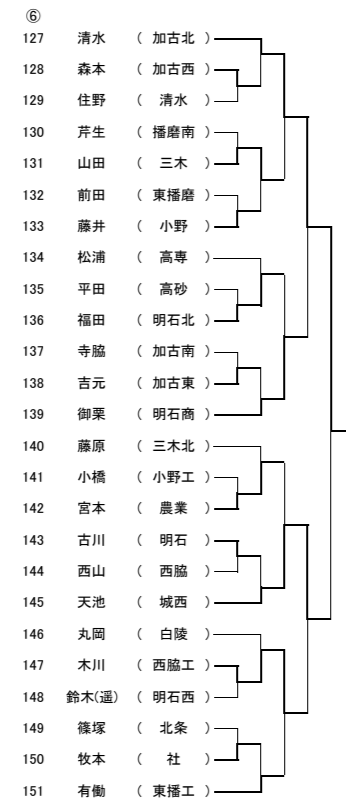 ⑥
127 清水 ( 加古北 )
128 森本 ( 加古西 )
129 住野 ( 清水 )
130 芹生 ( 播磨南 )
131 山田 ( 三木 )
132 前田 ( 東播磨 )
133 藤井 ( 小野 )
134 松浦 ( 高専 )
135 平田 ( 高砂 )
136 福田 ( 明石北 )
137 寺脇 ( 加古南 )
138 吉元 ( 加古東 )
139 御栗 ( 明石商 )
140 藤原 ( 三木北 )
141 小橋 ( 小野工 )
142 宮本 ( 農業 )
143 古川 ( 明石 )
144 西山 ( 西脇 )
145 天池 ( 城西 )
146 丸岡 ( 白陵 )
147 木川 ( 西脇工 )
148 鈴木(遥) ( 明石西 )
149 篠塚 ( 北条 )
150 牧本 ( 社 )
151 有働 ( 東播工 )